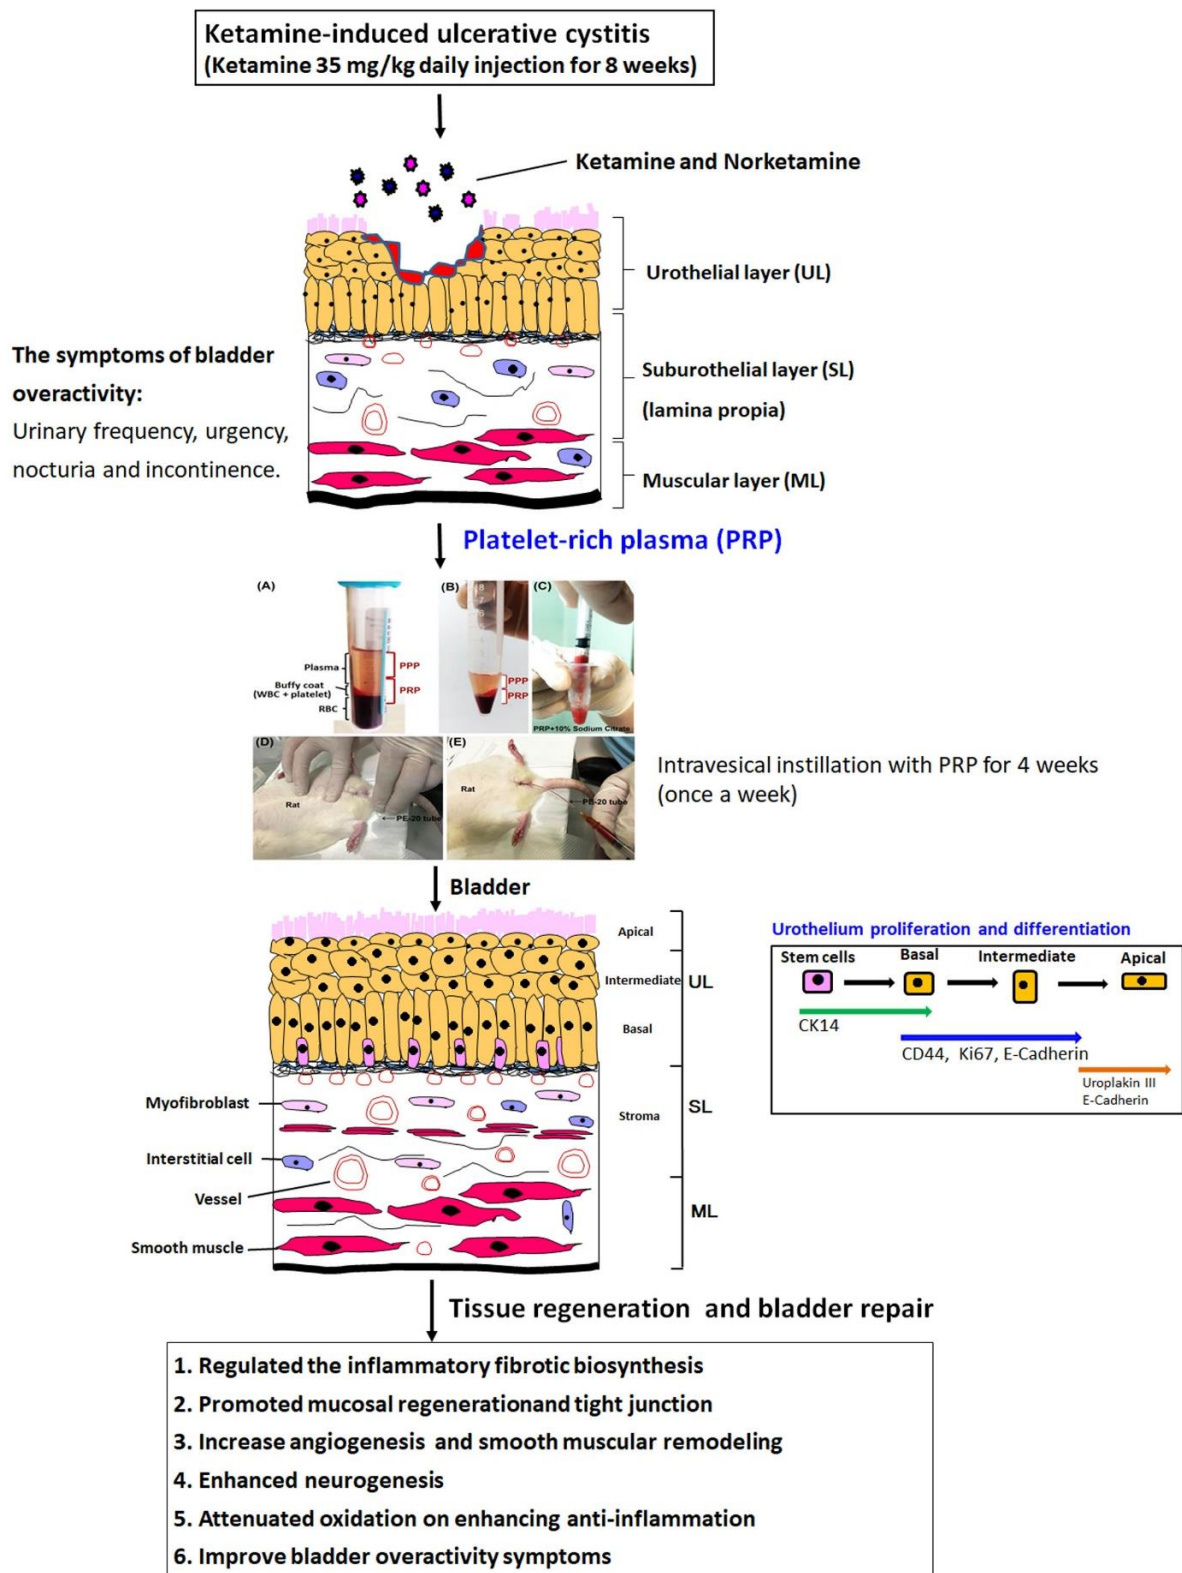 Ketamine-induced ulcerative cystitis
(Ketamine 35 mg/kg daily injection for 8 weeks)
Ketamine and Norketamine
Urothelial layer (UL)
The symptoms of bladder
overactivity:
Urinary frequency, urgency,
nocturia and incontinence.
Suburothelial layer (SL)
(lamina propia)
Muscular layer (ML)
Platelet-rich plasma (PRP)
(A)
Plasma
Buffy coat
(WBC + platelet)
RBC
PPP
PRP
(B)
PPP
PRP
(C)
PRP+10% Sodium Citrate
(D)
Rat
PE-20 tube
(E)
Rat
PE-20 tube
Intravesical instillation with PRP for 4 weeks
(once a week)
Bladder
Apical
Intermediate
Basal
UL
Stroma
SL
ML
Myofibroblast
Interstitial cell
Vessel
Smooth muscle
Urothelium proliferation and differentiation
Stem cells
Basal
Intermediate
Apical
CK14
CD44, Ki67, E-Cadherin
Uroplakin III
E-Cadherin
Tissue regeneration and bladder repair
1. Regulated the inflammatory fibrotic biosynthesis
2. Promoted mucosal regenerationand tight junction
3. Increase angiogenesis and smooth muscular remodeling
4. Enhanced neurogenesis
5. Attenuated oxidation on enhancing anti-inflammation
6. Improve bladder overactivity symptoms